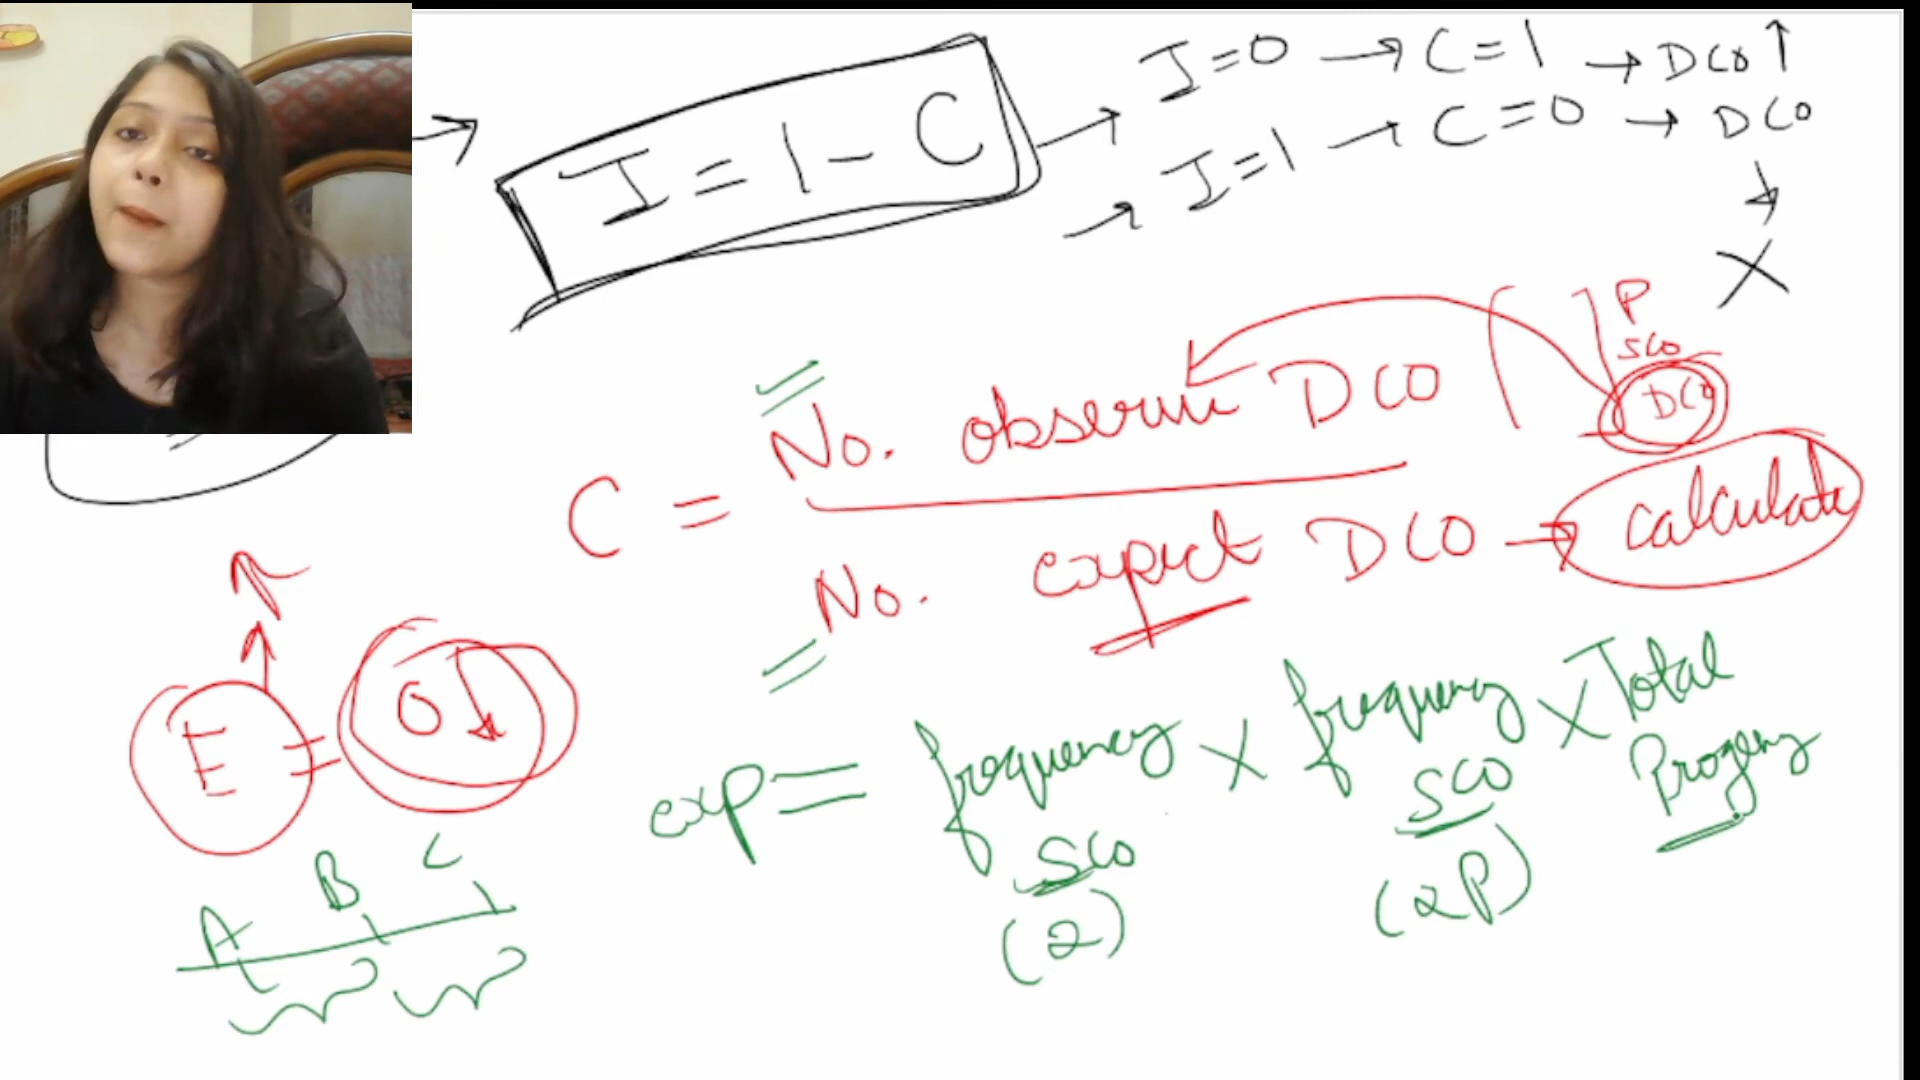 I = 1 - C
→ I = 0 → C = 1 → DCO ↑
→ I = 1 → C = 0 → DCO
↓
X
P
SCO
DCO
C = No. observe DCO
No. expect DCO → calculate
E = O ↓
exp = frequency SCO (2) X frequency SCO (2P) X Total Progeny
A B C